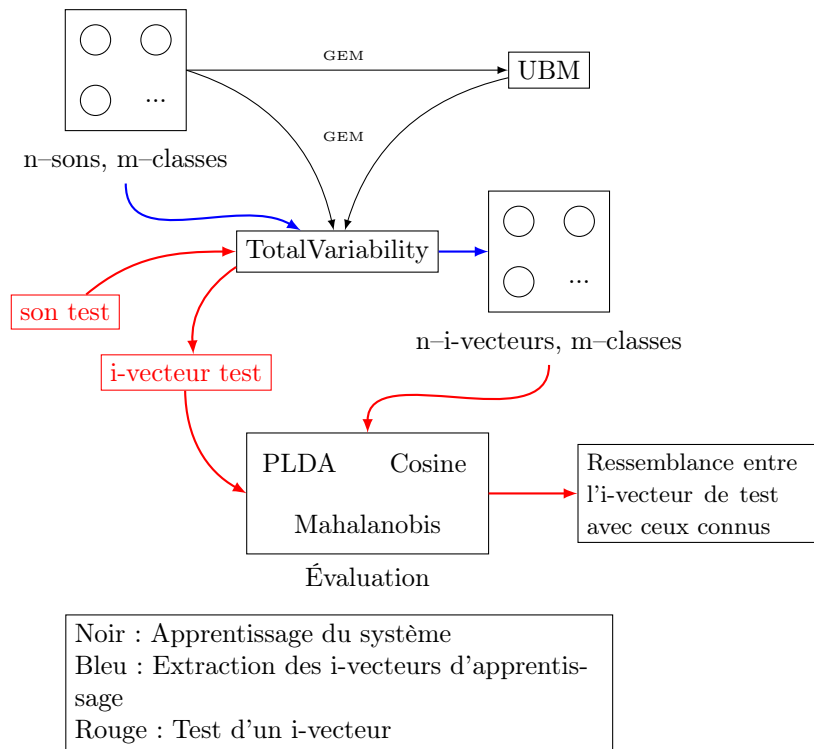 GEM
UBM
...
GEM
n–sons, m–classes
TotalVariability
...
son test
n–i-vecteurs, m–classes
i-vecteur test
PLDA
Cosine
Mahalanobis
Ressemblance entre
l'i-vecteur de test
avec ceux connus
Évaluation
Noir : Apprentissage du système
Bleu : Extraction des i-vecteurs d'apprentis-
sage
Rouge : Test d'un i-vecteur